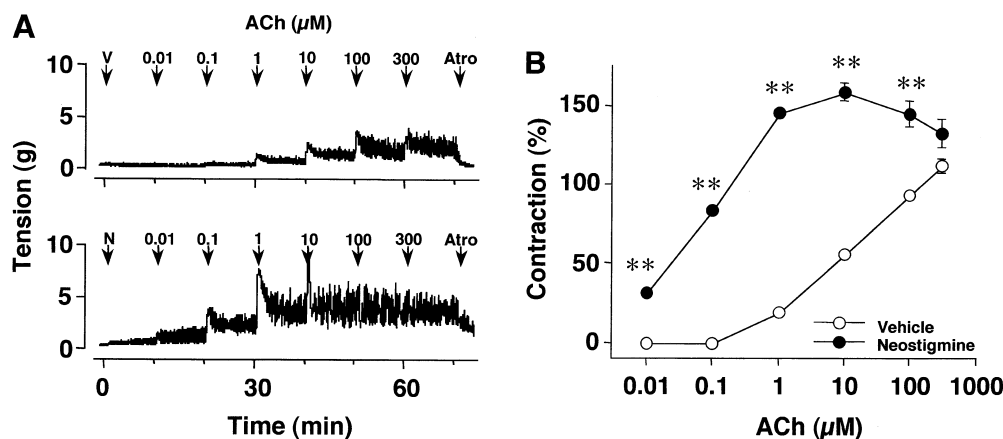 A
ACh (µM)
V 0.01 0.1 1 10 100 300 Atro
10
5
0
N 0.01 0.1 1 10 100 300 Atro
10
5
0
Tension (g)
0 30 60
Time (min)
B
**
**
**
**
**
150
100
50
0
Contraction (%)
Vehicle
Neostigmine
0.01 0.1 1 10 100 1000
ACh (µM)